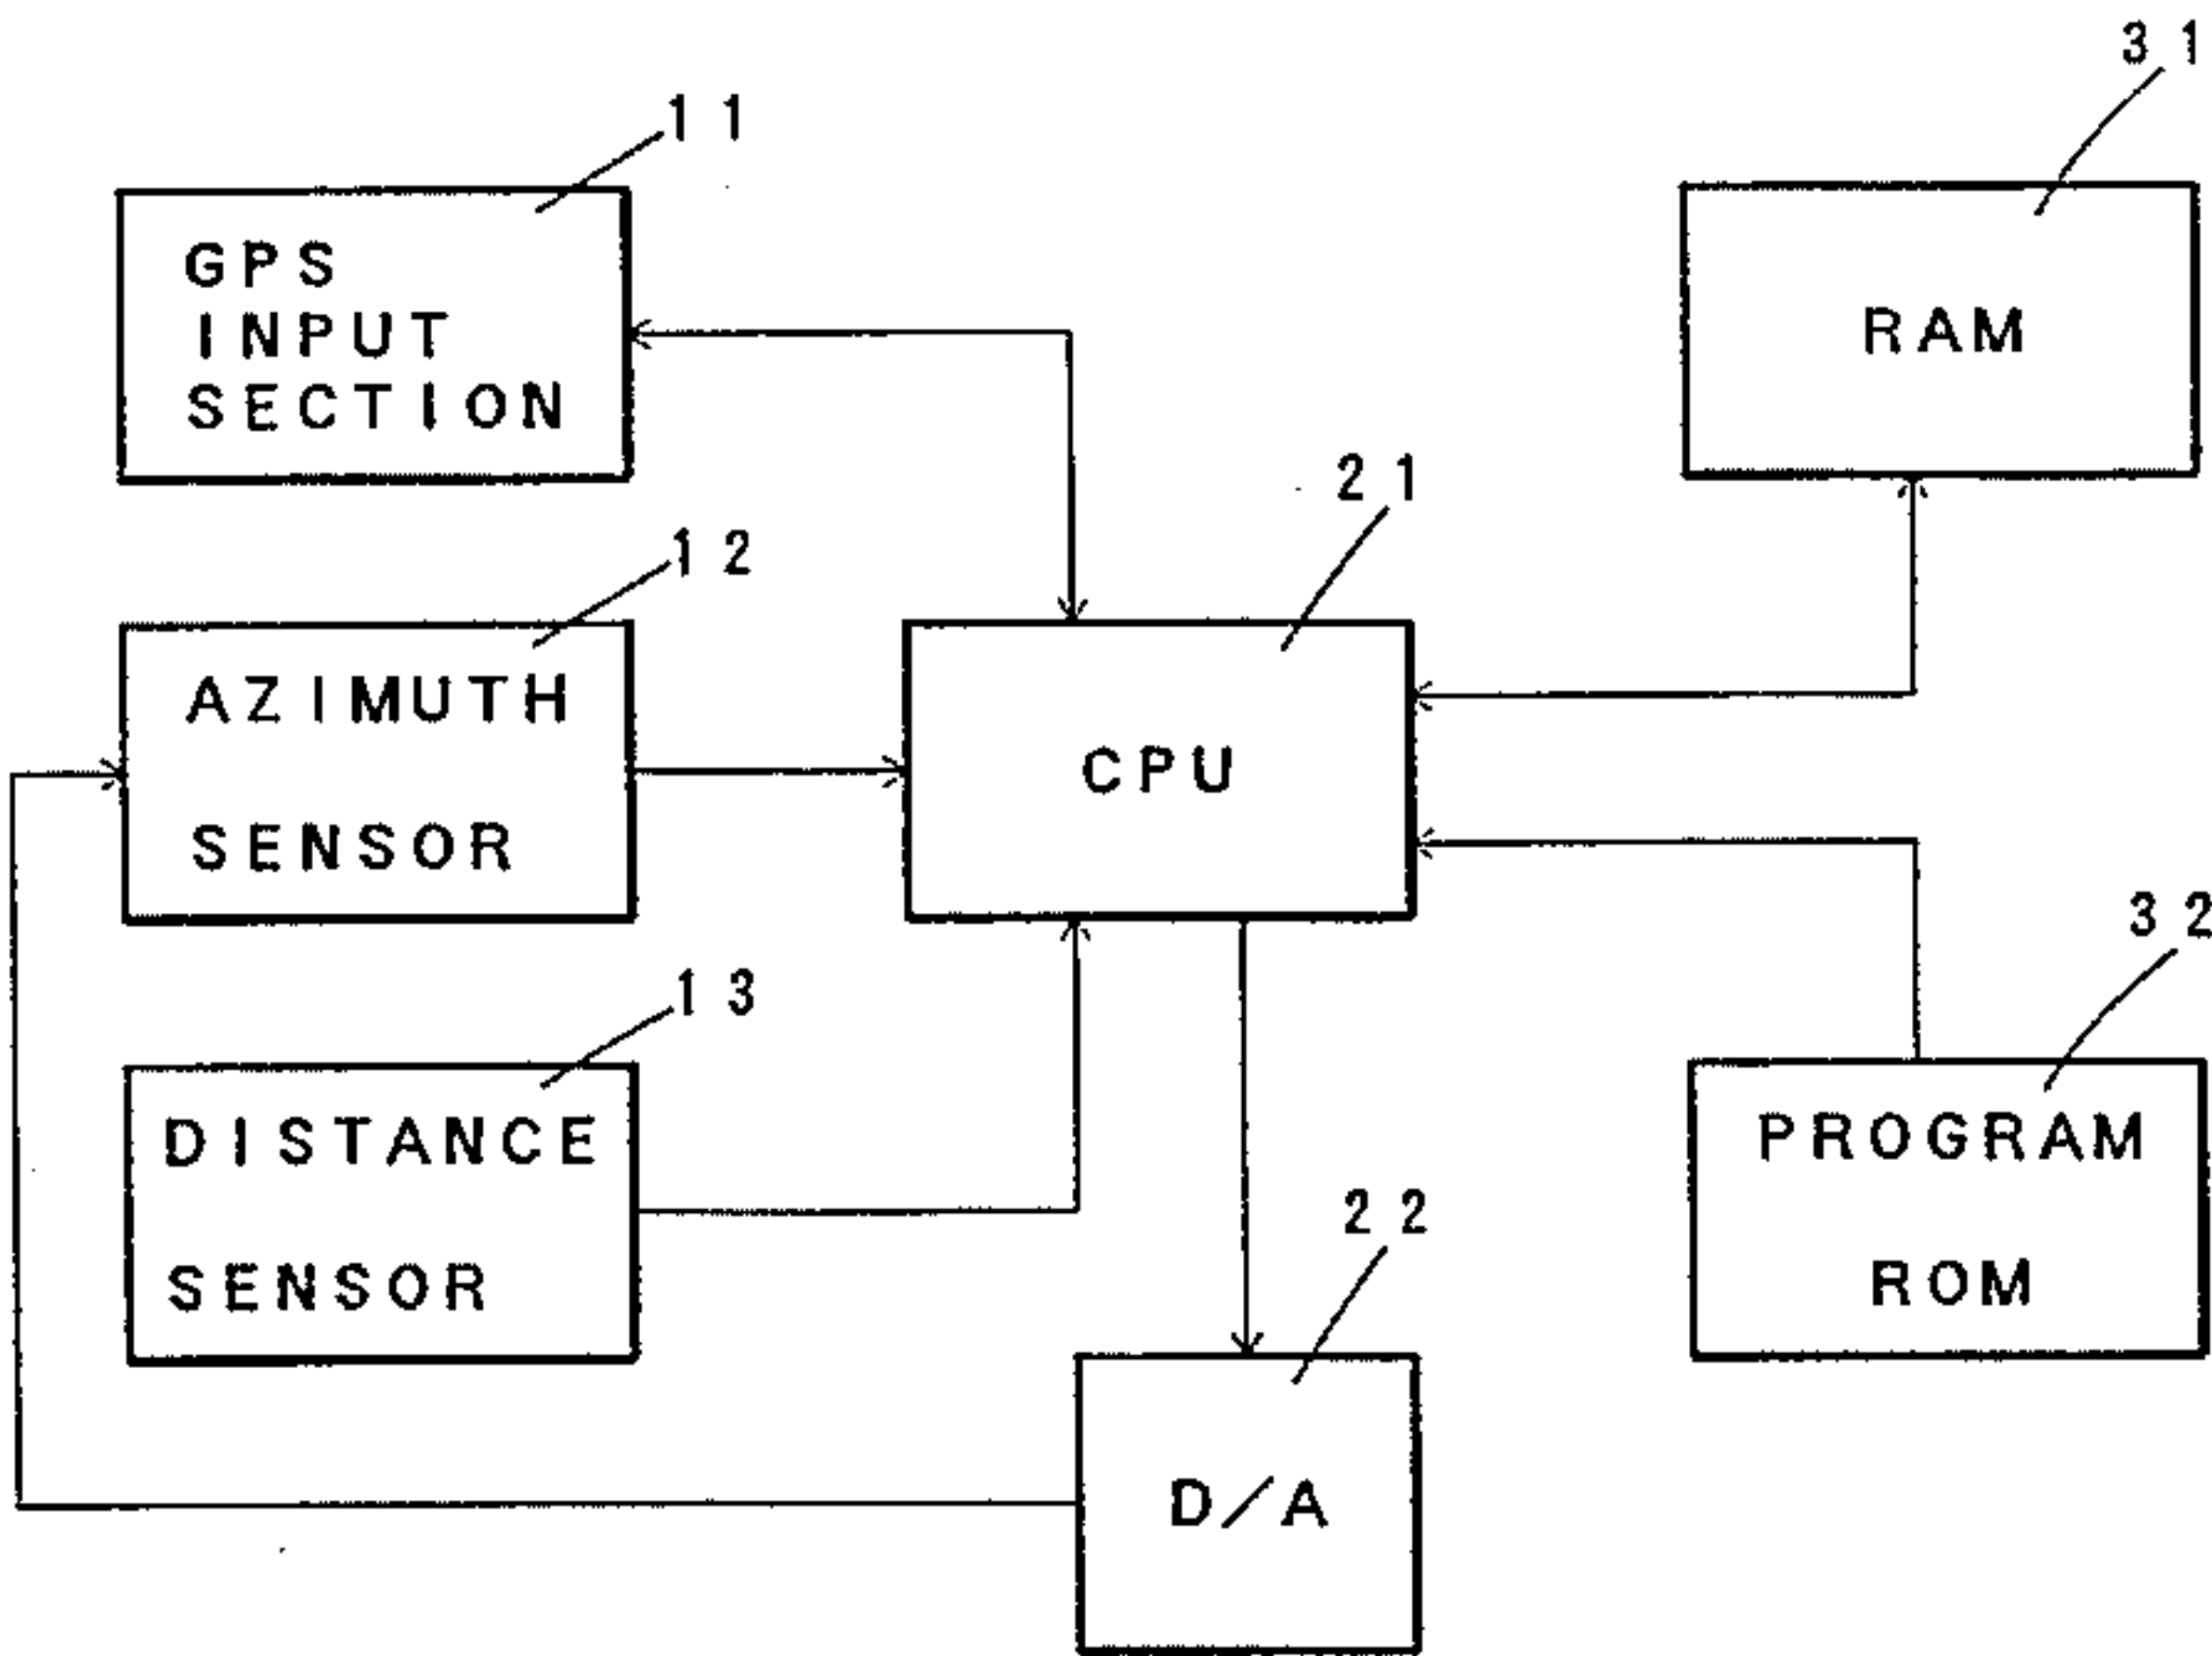 31
11
GPS
INPUT
SECTION
RAM
21
12
AZIMUTH
SENSOR
CPU
32
13
DISTANCE
SENSOR
PROGRAM
ROM
22
D/A